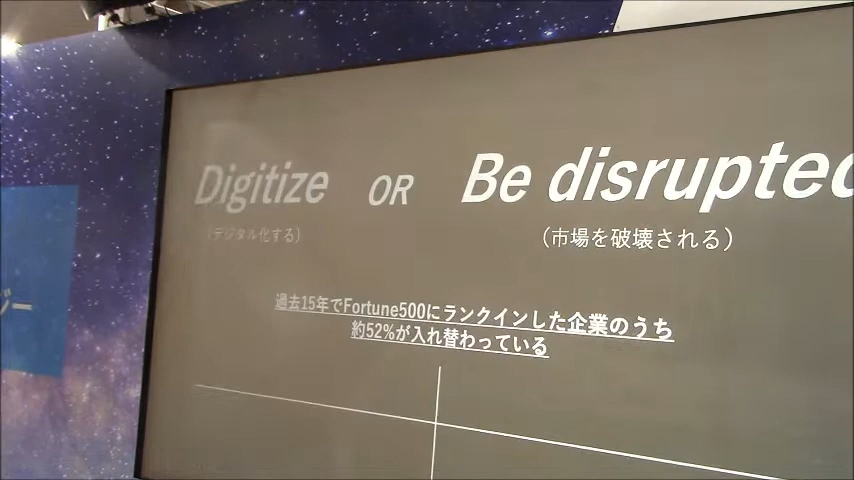 Digitize OR Be disrupted
(デジタル化する) (市場を破壊される)
過去15年でFortune500にランクインした企業のうち
約52%が入れ替わっている
ジー